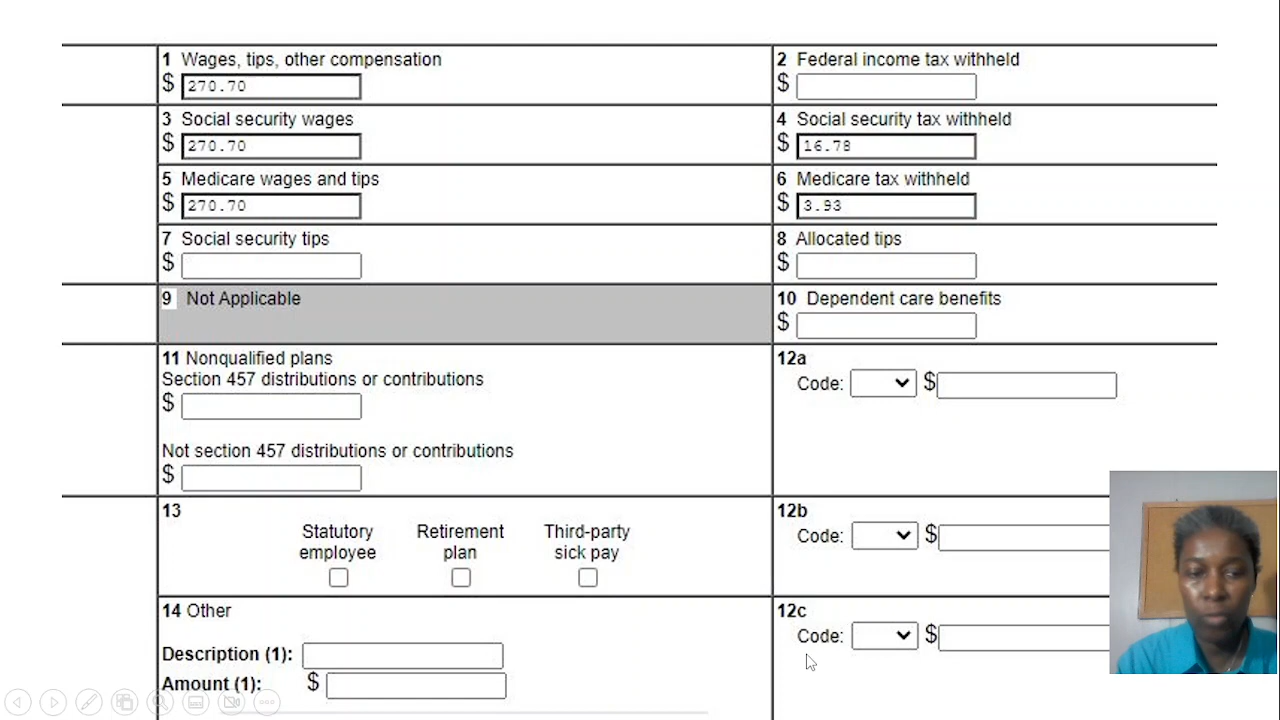 1 Wages, tips, other compensation
$ 270.70
2 Federal income tax withheld
$
3 Social security wages
$ 270.70
4 Social security tax withheld
$ 16.78
5 Medicare wages and tips
$ 270.70
6 Medicare tax withheld
$ 3.93
7 Social security tips
$
8 Allocated tips
$
9 Not Applicable
10 Dependent care benefits
$
11 Nonqualified plans
Section 457 distributions or contributions
$
Not section 457 distributions or contributions
$
12a
Code: $
13
Statutory employee
Retirement plan
Third-party sick pay
12b
Code: $
14 Other
Description (1):
Amount (1): $
12c
Code: $